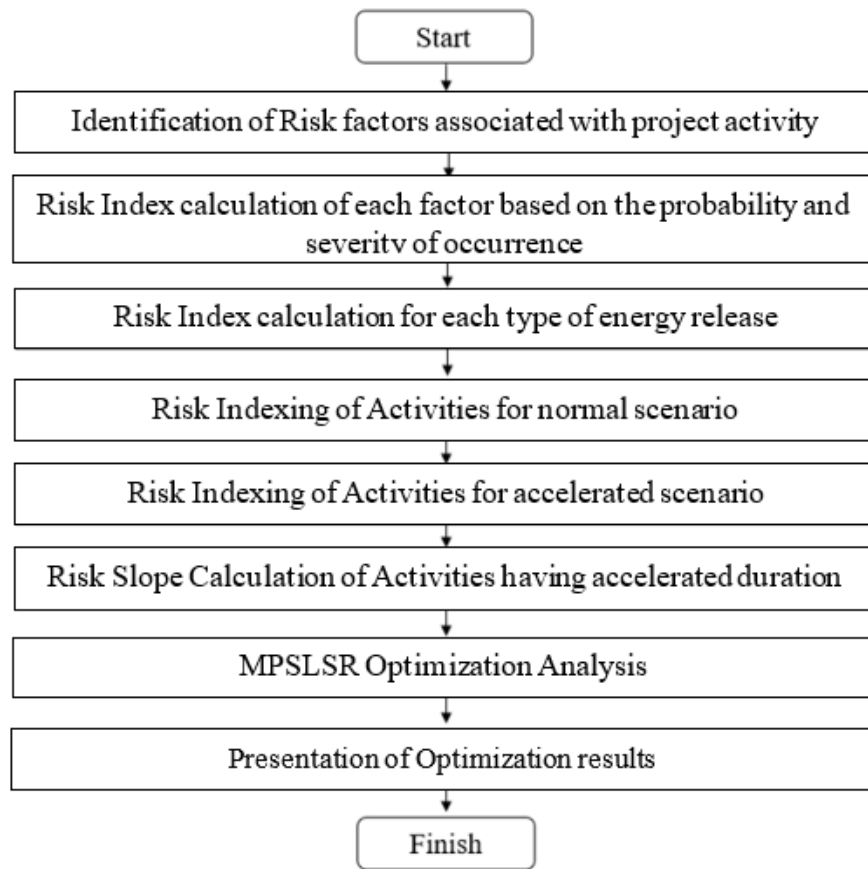 Start
Identification of Risk factors associated with project activity
Risk Index calculation of each factor based on the probability and
severity of occurrence
Risk Index calculation for each type of energy release
Risk Indexing of Activities for normal scenario
Risk Indexing of Activities for accelerated scenario
Risk Slope Calculation of Activities having accelerated duration
MPSLSR Optimization Analysis
Presentation of Optimization results
Finish